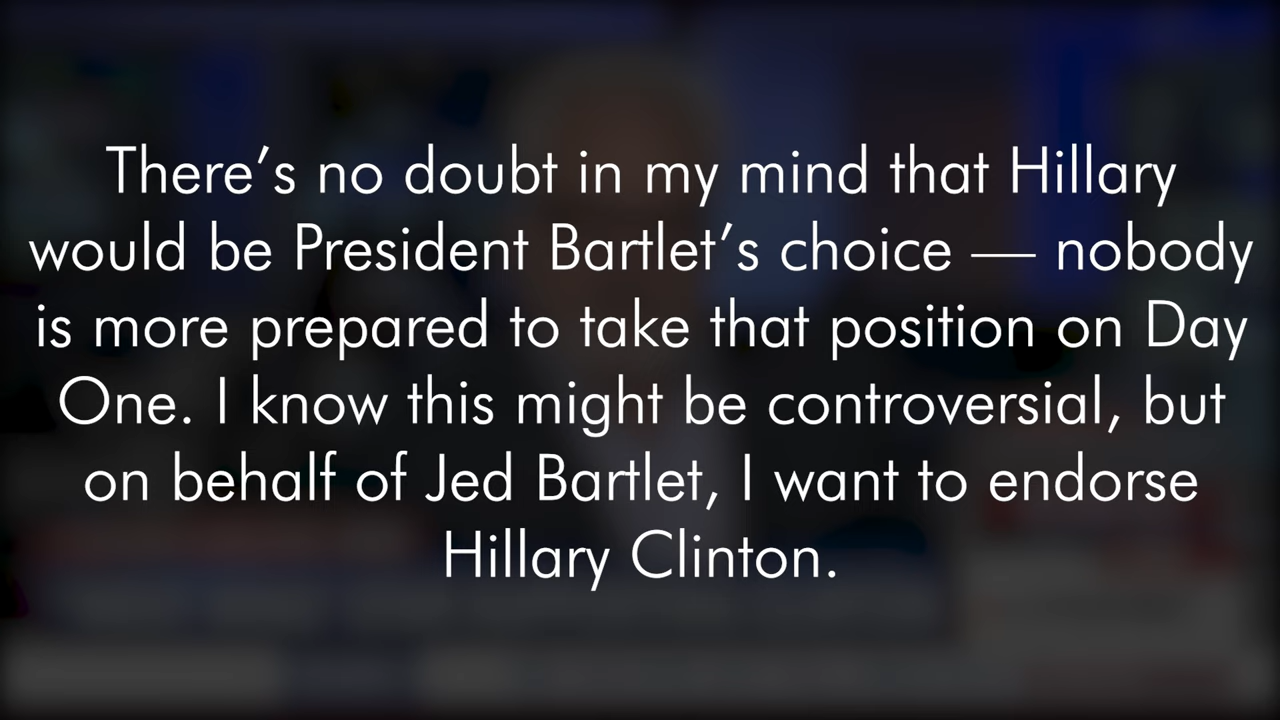 There’s no doubt in my mind that Hillary
would be President Bartlet’s choice — nobody
is more prepared to take that position on Day
One. I know this might be controversial, but
on behalf of Jed Bartlet, I want to endorse
Hillary Clinton.